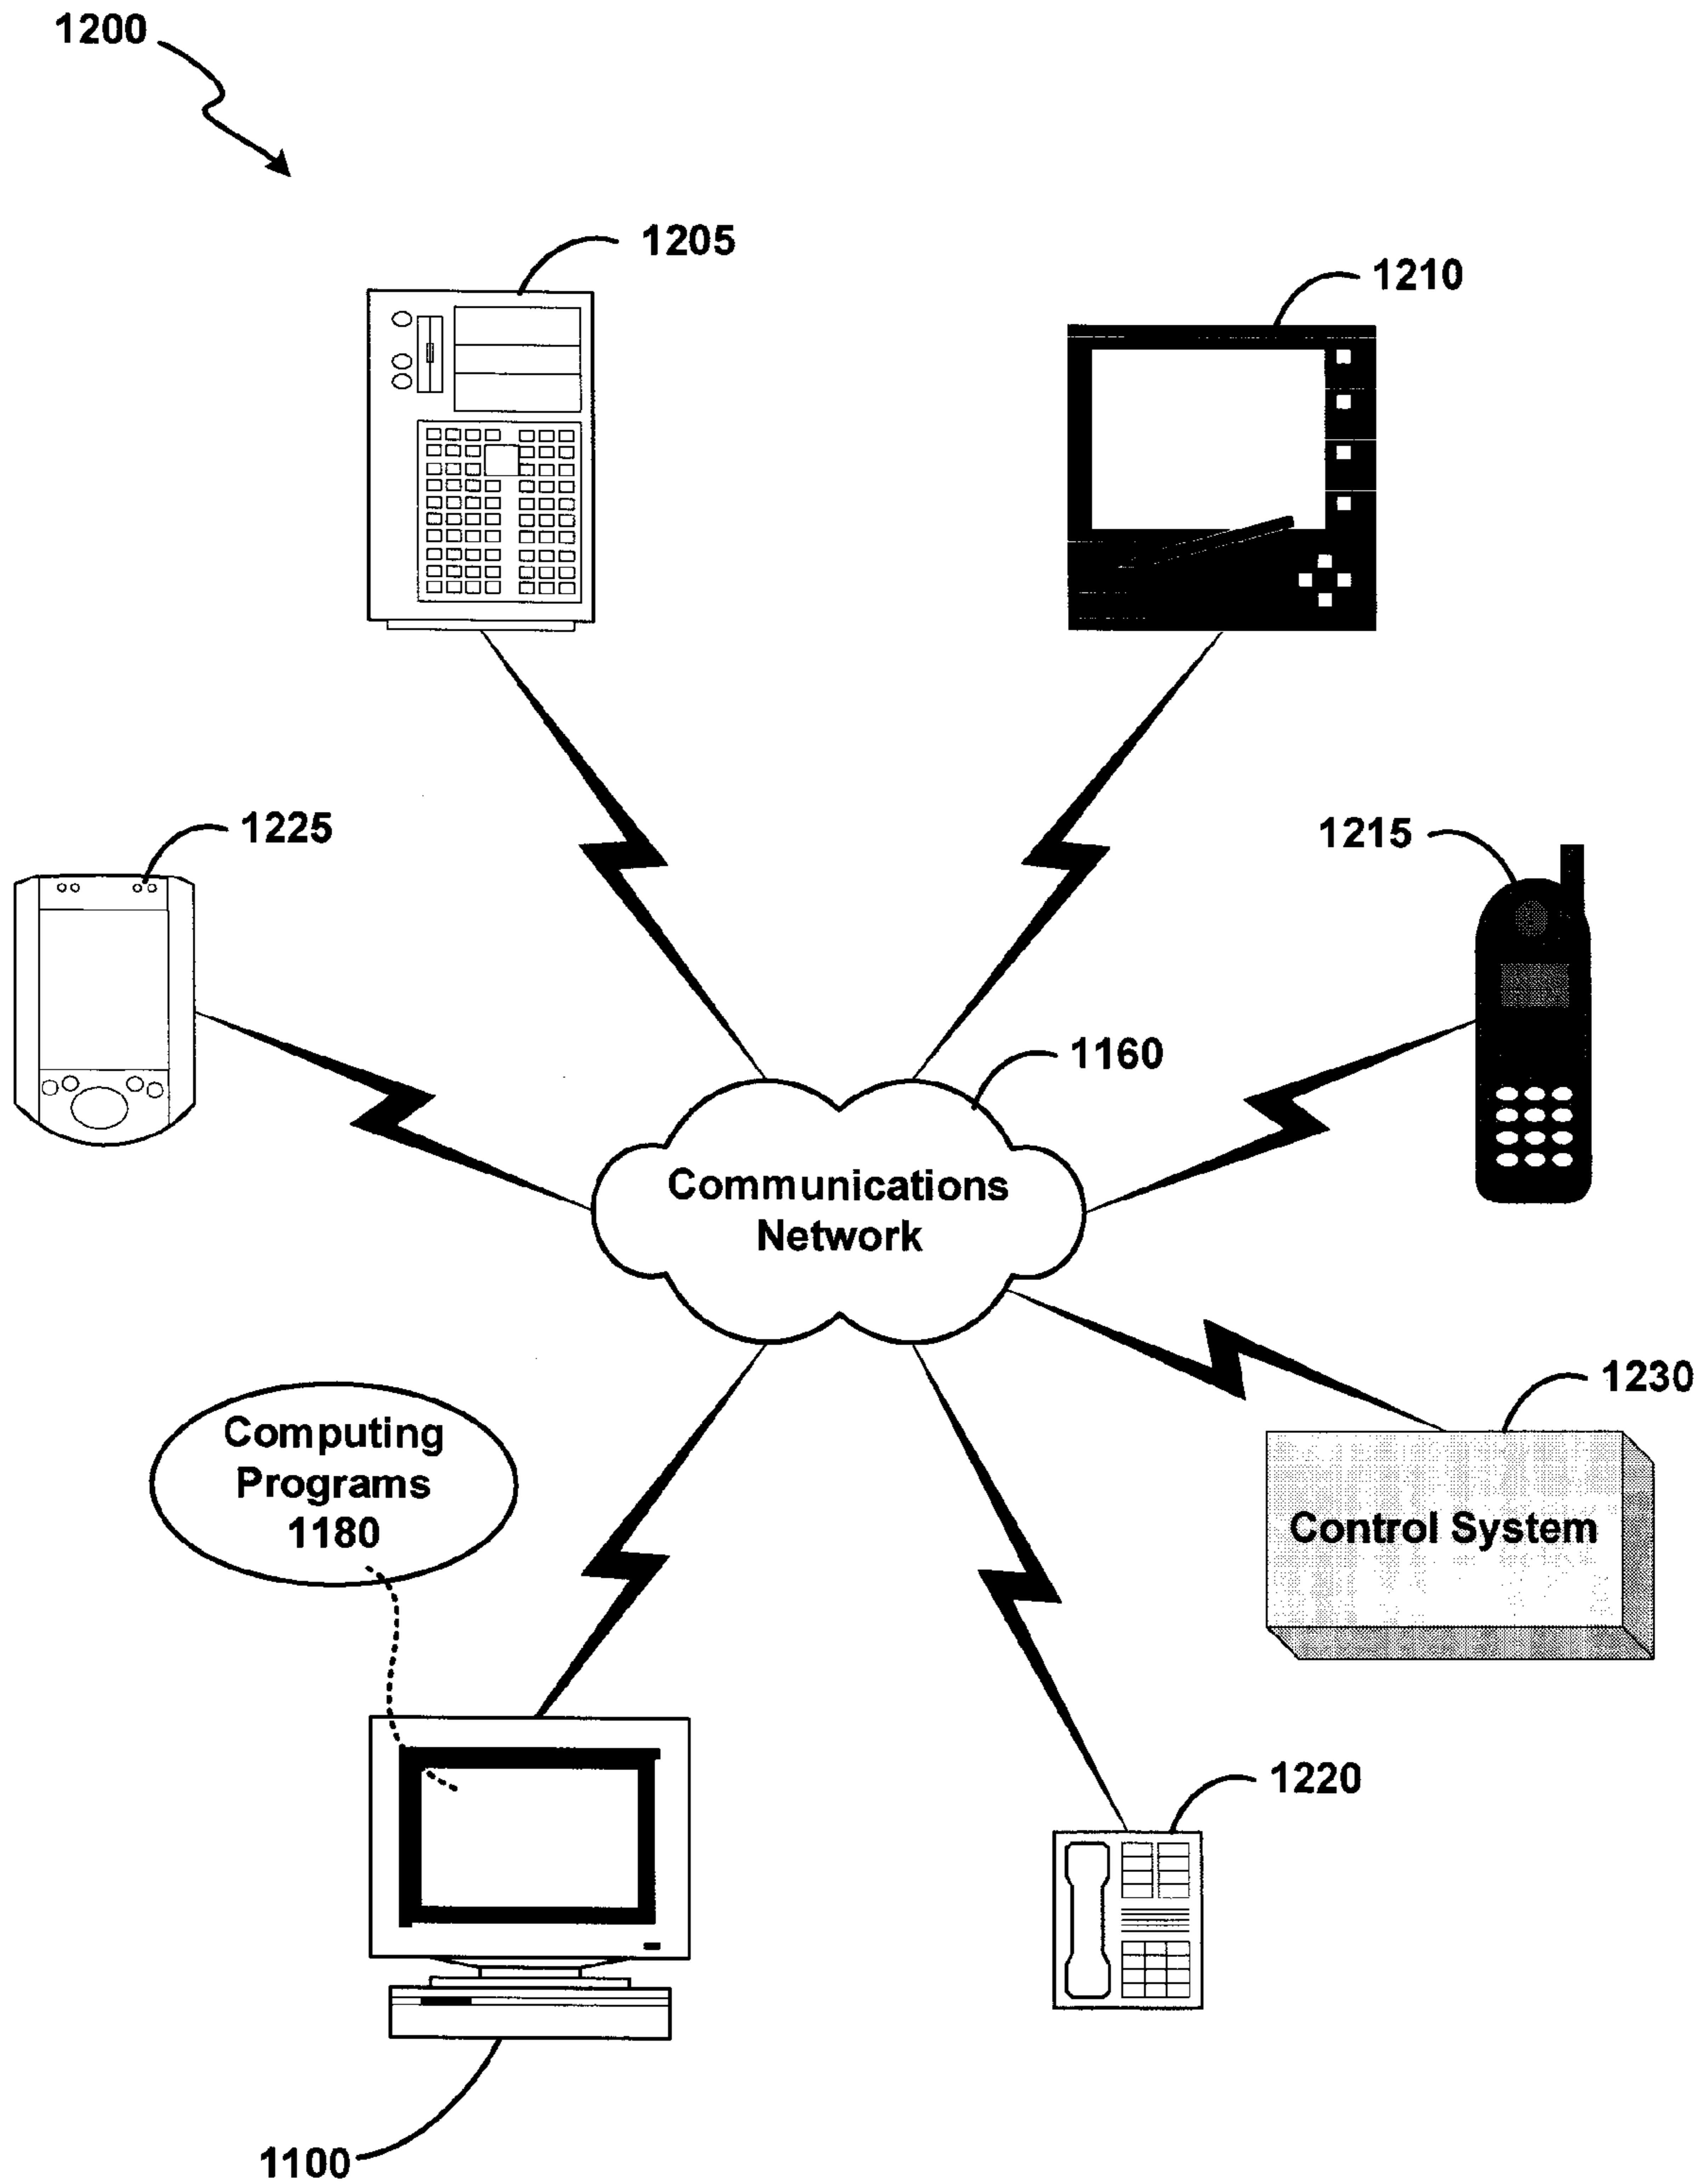 1200
1205
1210
1225
1215
1160
Communications
Network
1230
Computing
Programs
1180
Control System
1220
1100